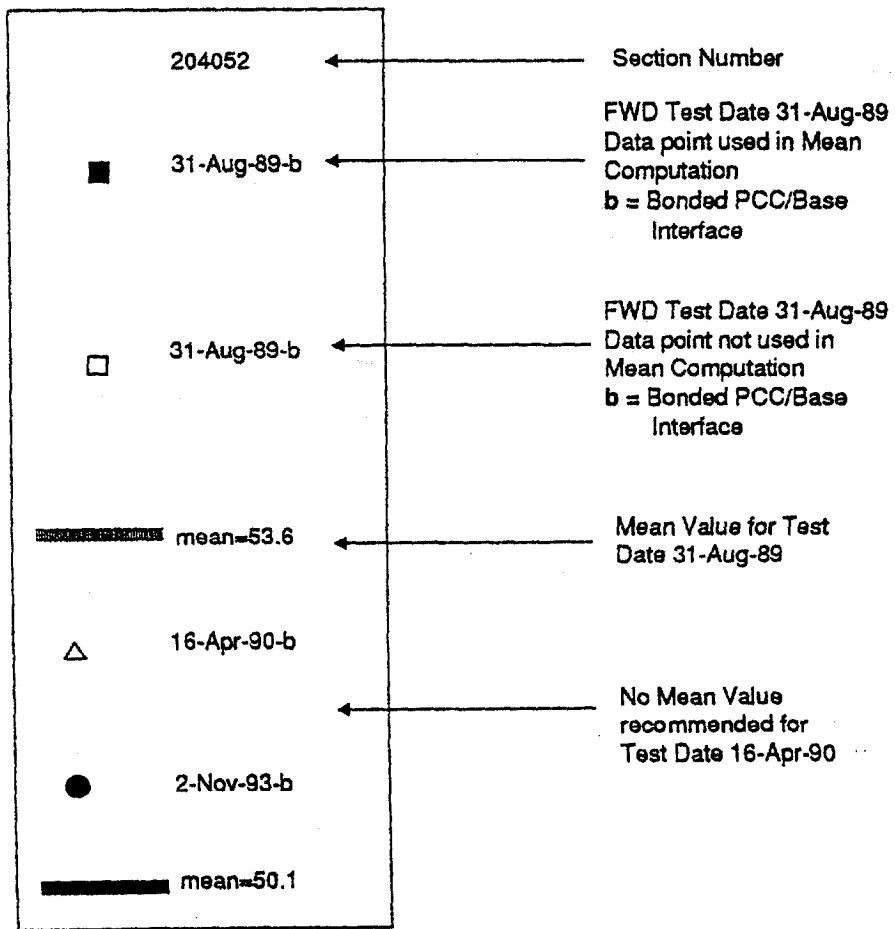 204052
Section Number
31-Aug-89-b
FWD Test Date 31-Aug-89
Data point used in Mean
Computation
b = Bonded PCC/Base
Interface
31-Aug-89-b
FWD Test Date 31-Aug-89
Data point not used in
Mean Computation
b = Bonded PCC/Base
Interface
mean=53.6
Mean Value for Test
Date 31-Aug-89
16-Apr-90-b
No Mean Value
recommended for
Test Date 16-Apr-90
2-Nov-93-b
mean=50.1